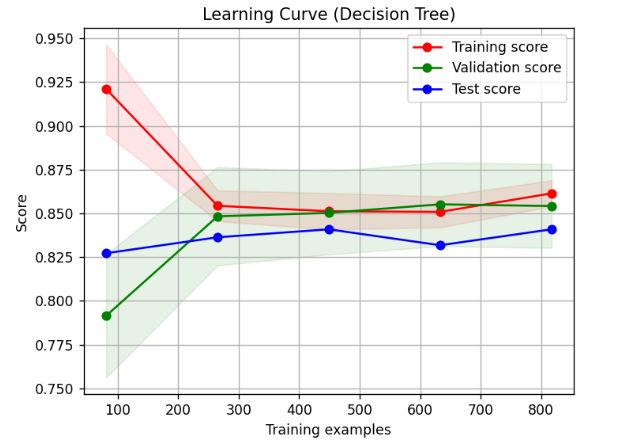 Learning Curve (Decision Tree)
Training score
Validation score
Test score
0.950
0.925
0.900
0.875
0.850
0.825
0.800
0.775
0.750
Score
100 200 300 400 500 600 700 800
Training examples